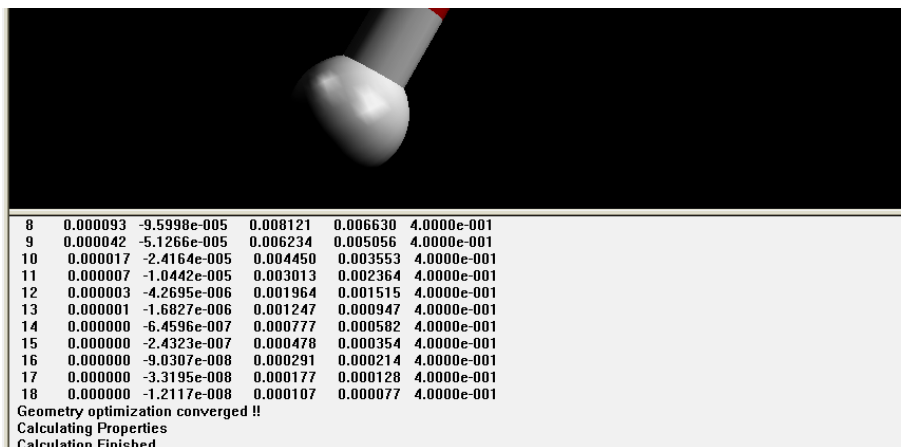 8 0.000093 -9.5998e-005 0.008121 0.006630 4.0000e-001
9 0.000042 -5.1266e-005 0.006234 0.005056 4.0000e-001
10 0.000017 -2.4164e-005 0.004450 0.003553 4.0000e-001
11 0.000007 -1.0442e-005 0.003013 0.002364 4.0000e-001
12 0.000003 -4.2695e-006 0.001964 0.001515 4.0000e-001
13 0.000001 -1.6827e-006 0.001247 0.000947 4.0000e-001
14 0.000000 -6.4596e-007 0.000777 0.000582 4.0000e-001
15 0.000000 -2.4323e-007 0.000478 0.000354 4.0000e-001
16 0.000000 -9.0307e-008 0.000291 0.000214 4.0000e-001
17 0.000000 -3.3195e-008 0.000177 0.000128 4.0000e-001
18 0.000000 -1.2117e-008 0.000107 0.000077 4.0000e-001
Geometry optimization converged !!
Calculating Properties
Calculation Finished